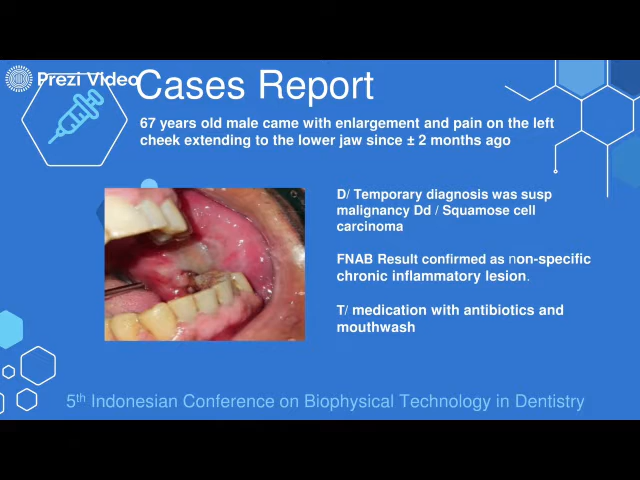 Prezi Video
Cases Report
67 years old male came with enlargement and pain on the left
cheek extending to the lower jaw since ± 2 months ago
D/ Temporary diagnosis was susp
malignancy Dd / Squamose cell
carcinoma
FNAB Result confirmed as non-specific
chronic inflammatory lesion.
T/ medication with antibiotics and
mouthwash
5th Indonesian Conference on Biophysical Technology in Dentistry